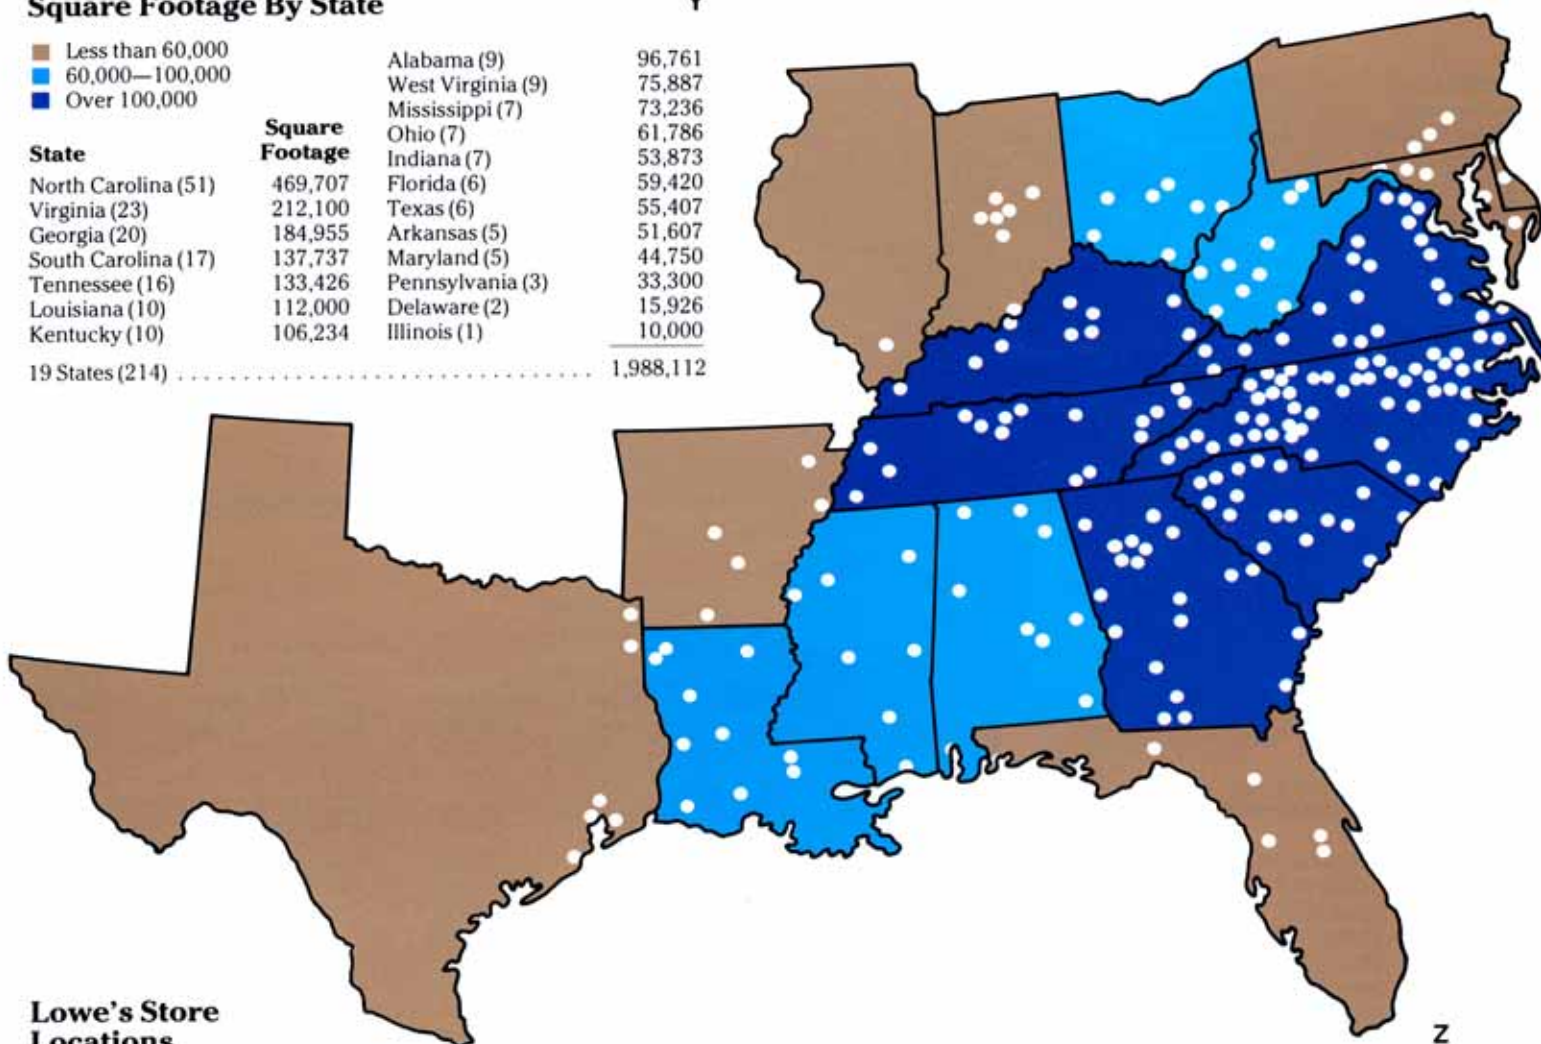 Square Footage By State
Y
Less than 60,000
60,000—100,000
Over 100,000
State Square Footage
North Carolina (51) 469,707
Virginia (23) 212,100
Georgia (20) 184,955
South Carolina (17) 137,737
Tennessee (16) 133,426
Louisiana (10) 112,000
Kentucky (10) 106,234
Alabama (9) 96,761
West Virginia (9) 75,887
Mississippi (7) 73,236
Ohio (7) 61,786
Indiana (7) 53,873
Florida (6) 59,420
Texas (6) 55,407
Arkansas (5) 51,607
Maryland (5) 44,750
Pennsylvania (3) 33,300
Delaware (2) 15,926
Illinois (1) 10,000
19 States (214) ................................ 1,988,112
Lowe's Store
Locations
Z